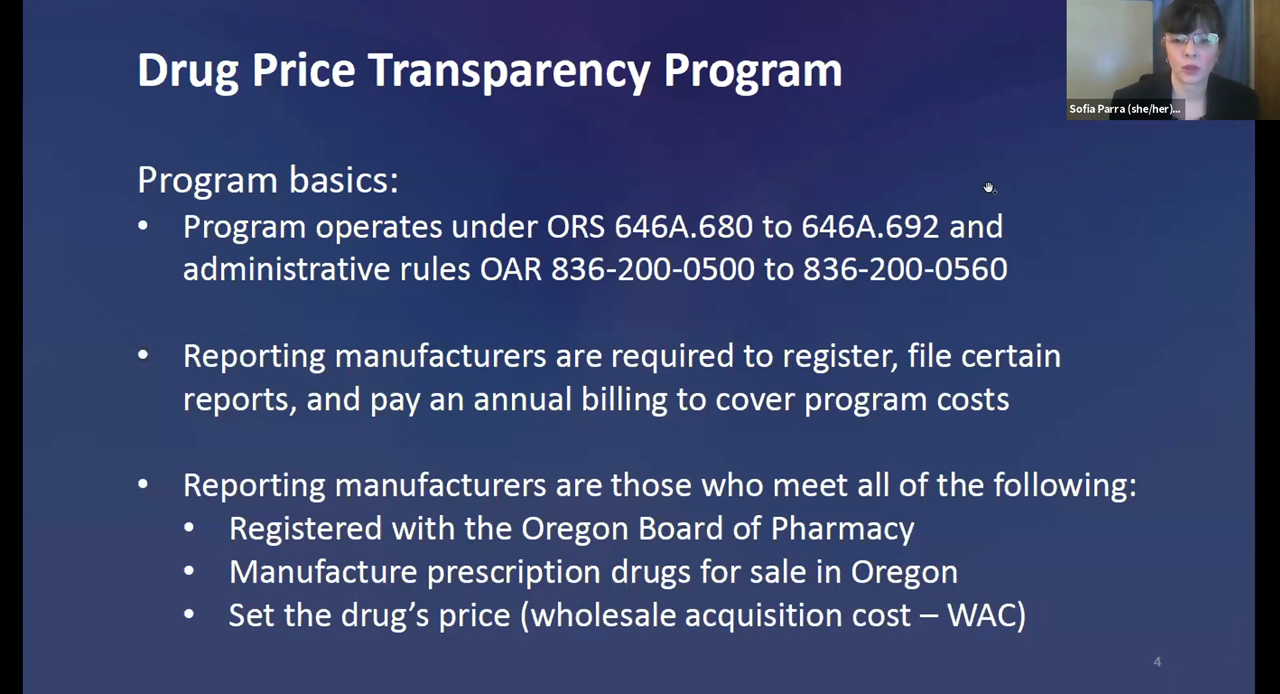 Drug Price Transparency Program
Sofia Parra (she/her)...
Program basics:
• Program operates under ORS 646A.680 to 646A.692 and
administrative rules OAR 836-200-0500 to 836-200-0560
• Reporting manufacturers are required to register, file certain
reports, and pay an annual billing to cover program costs
• Reporting manufacturers are those who meet all of the following:
• Registered with the Oregon Board of Pharmacy
• Manufacture prescription drugs for sale in Oregon
• Set the drug’s price (wholesale acquisition cost – WAC)
4